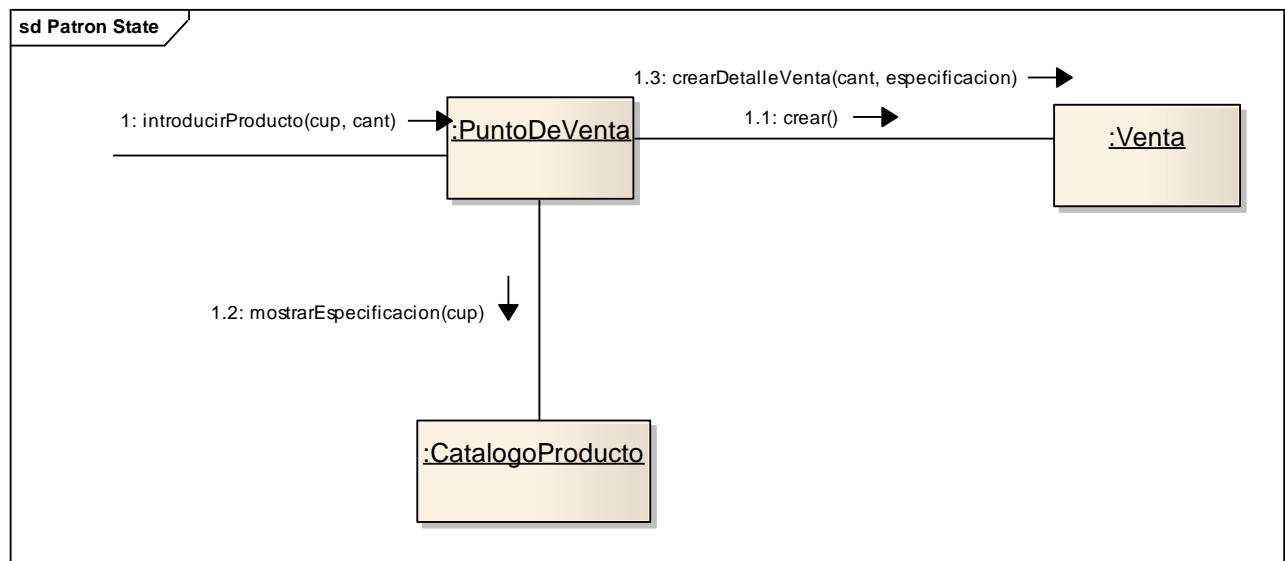 sd Patron State
1.3: crearDetalleVenta(cant, especificacion)
1: introducirProducto(cup, cant)
:PuntoDeVenta
1.1: crear()
:Venta
1.2: mostrarEspecificacion(cup)
:CatalogoProducto